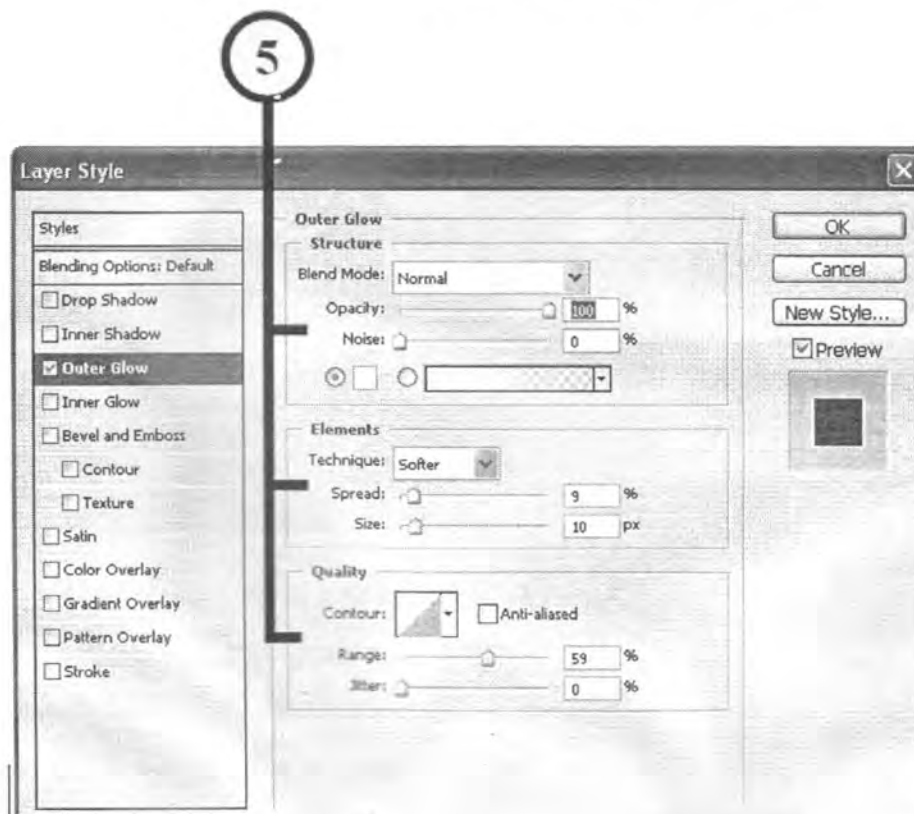 5
Layer Style
Styles
Blending Options: Default
Drop Shadow
Inner Shadow
Outer Glow
Inner Glow
Bevel and Emboss
Contour
Texture
Satin
Color Overlay
Gradient Overlay
Pattern Overlay
Stroke
Outer Glow
Structure
Blend Mode: Normal
Opacity: 100 %
Noise: 0 %
Elements
Technique: Softer
Spread: 9 %
Size: 10 px
Quality
Contour: Anti-aliased
Range: 59 %
Jitter: 0 %
OK
Cancel
New Style...
Preview